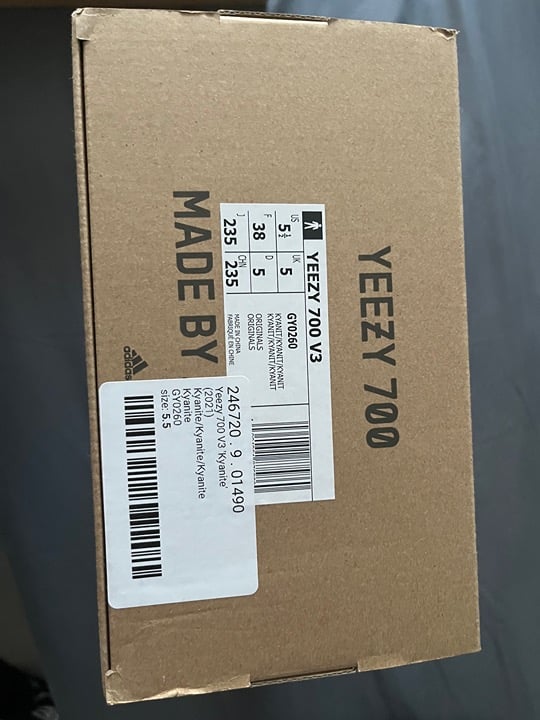 YEEZY 700
YEEZY 700 V3
US
5½
UK
5
GY0260
KYANIT/KYANIT/KYANIT
KYANIT/KYANIT/KYANIT
F
38
D
5
ORIGINALS
ORIGINALS
J
235
CHN
235
MADE IN CHINA
FABRIQUÉ EN CHINE
MADE BY
adidas
246720 . 9 . 01490
Yeezy 700 V3 'Kyanite'
(2021)
Kyanite/Kyanite/Kyanite
Kyanite
GY0260
size: 5.5